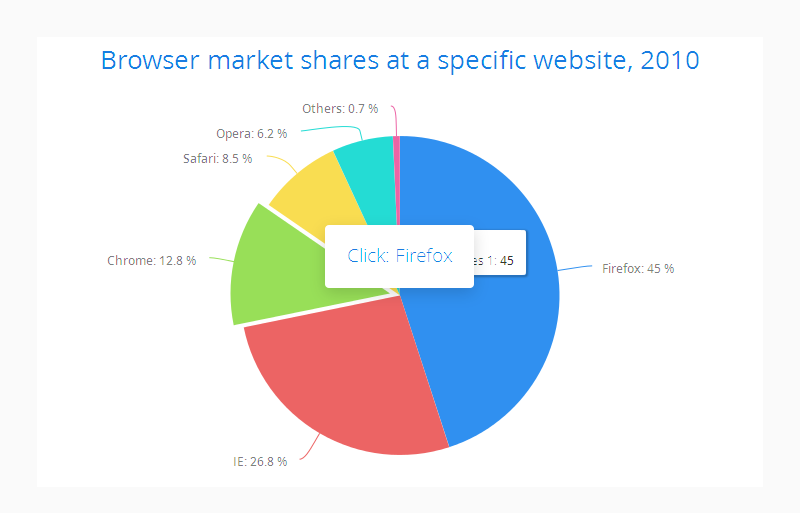 Browser market shares at a specific website, 2010
Others: 0.7 %
Opera: 6.2 %
Safari: 8.5 %
Chrome: 12.8 %
Click: Firefox
1: 45
Firefox: 45 %
IE: 26.8 %